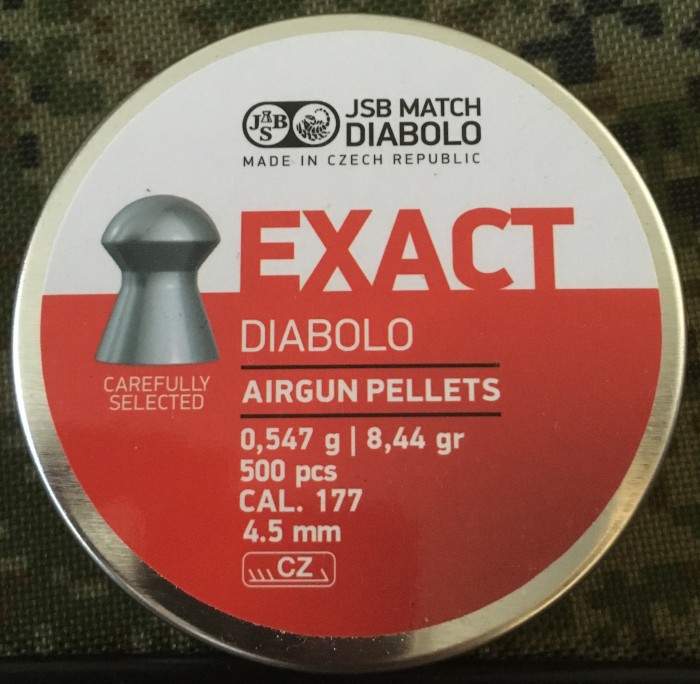 JSB
JSB MATCH
DIABOLO
MADE IN CZECH REPUBLIC
EXACT
DIABOLO
CAREFULLY
SELECTED
AIRGUN PELLETS
0,547 g | 8,44 gr
500 pcs
CAL. 177
4.5 mm
CZ